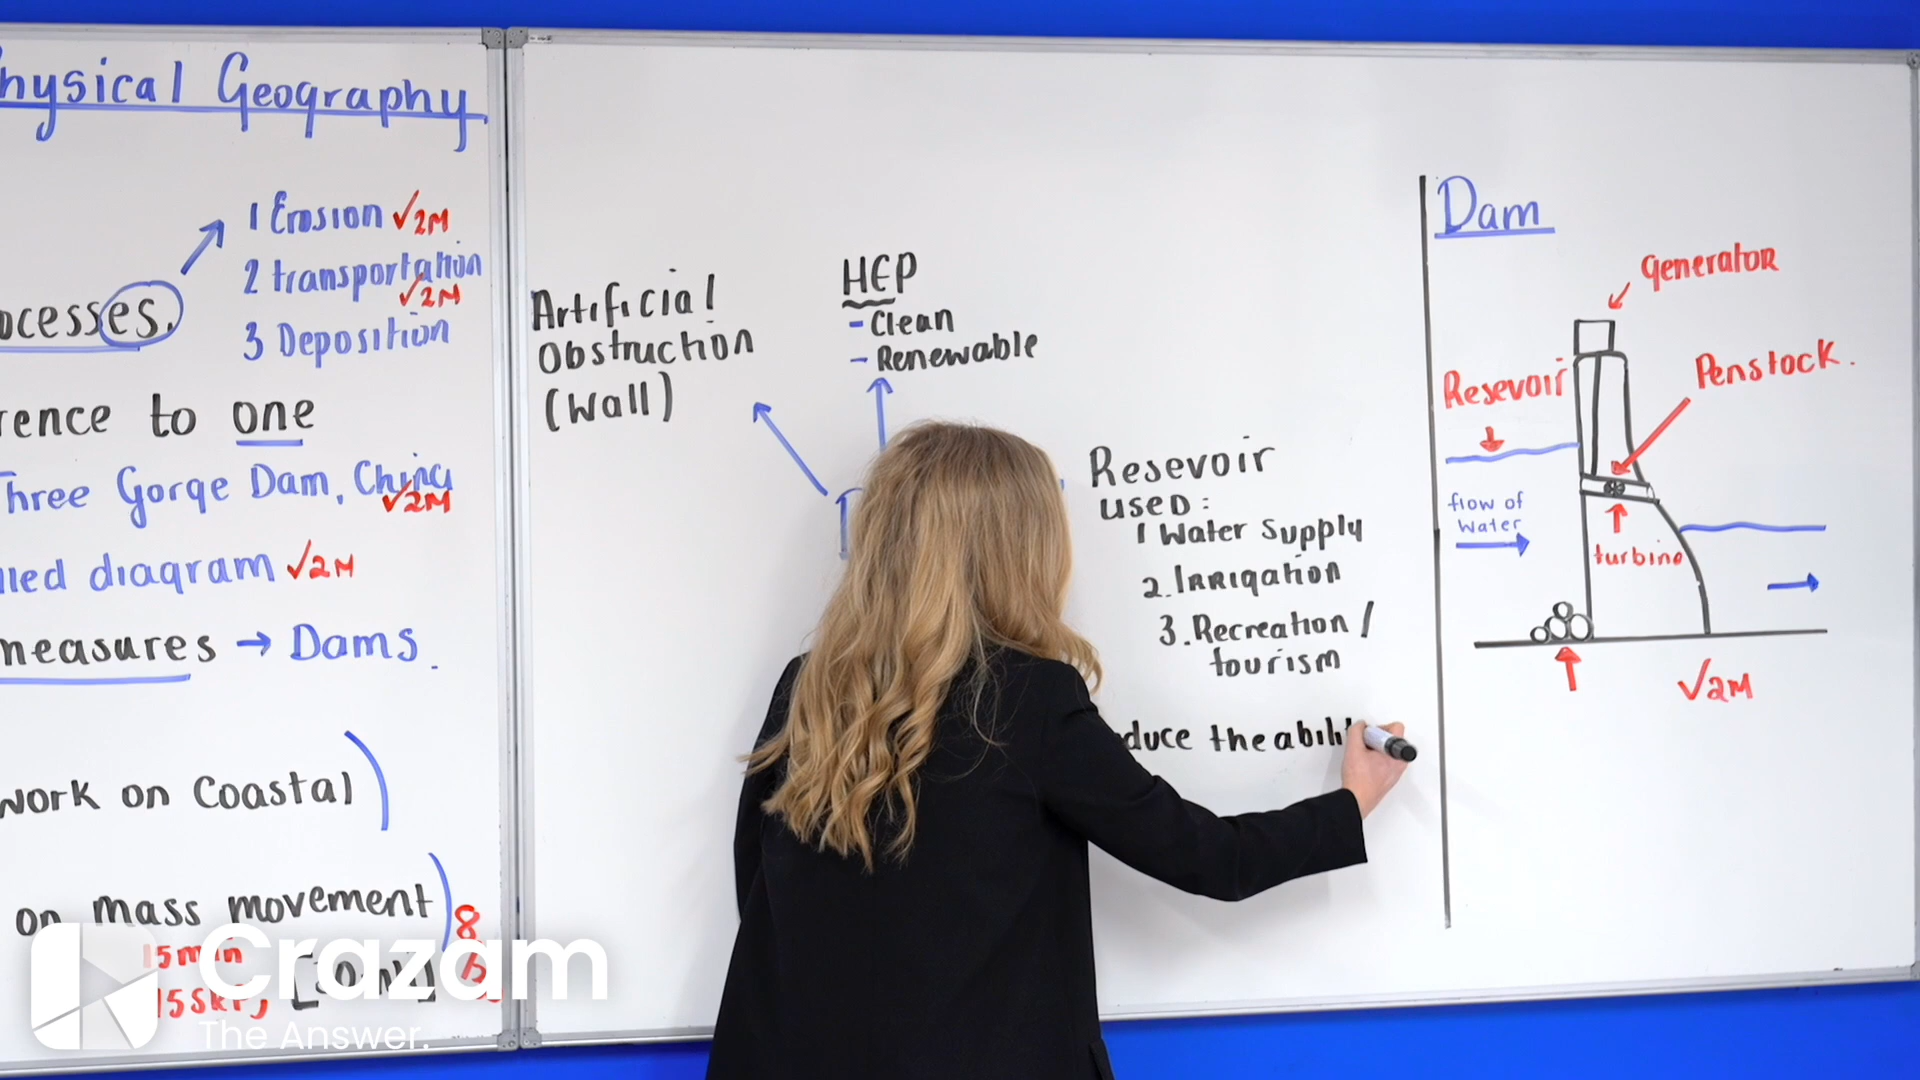 hysical Geography
1 Erosion √2M
2 transportation
√2M
3 Deposition
ocesses.
rence to one
Three Gorge Dam, China
√2M
lled diagram √2M
measures → Dams.
work on Coastal)
on mass movement)
8
15min
Crazam
The Answer.
Artificial
Obstruction
(Wall)
HEP
- Clean
- Renewable
Resevoir
used:
1 Water Supply
2. Irrigation
3. Recreation /
tourism
duce the abili
Dam
Generator
Resevoir
Penstock.
flow of
Water
turbine
√2M